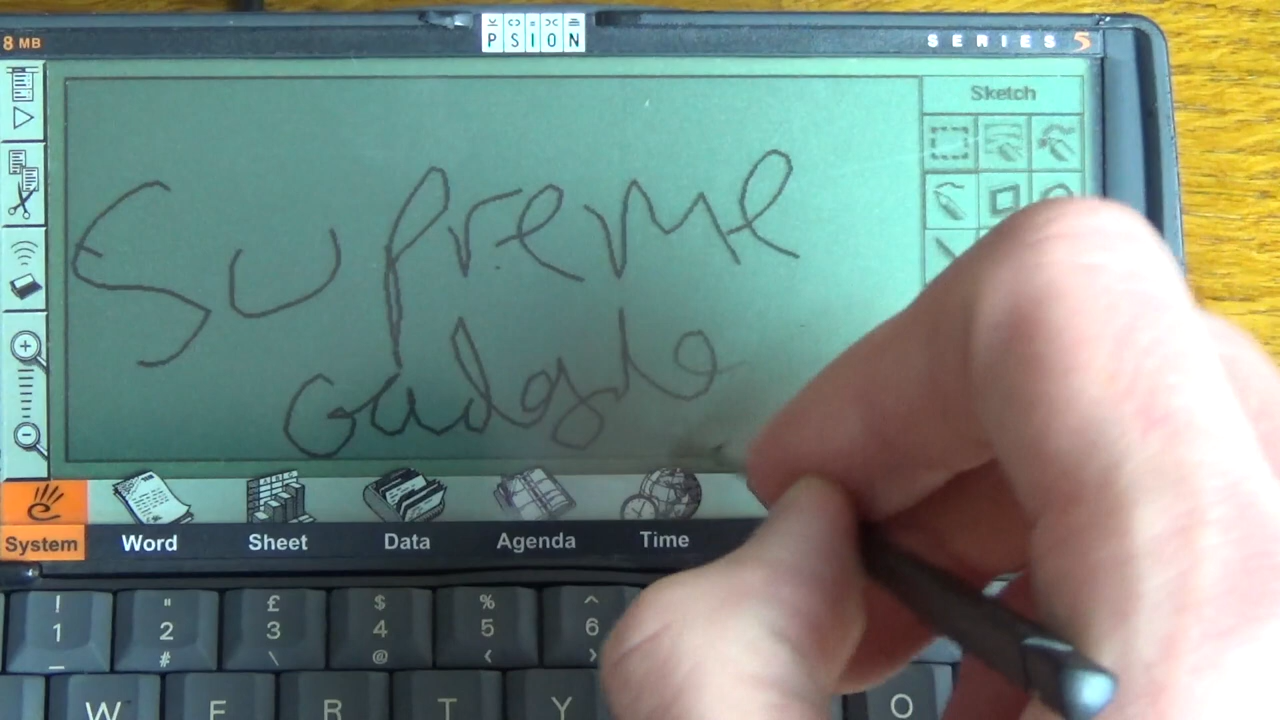 8 MB
PSION
SERIES 5
Sketch
Supreme
Gadge
System
Word
Sheet
Data
Agenda
Time
! " £ $ % ^
1 2 3 4 5 6
_ # \ @ < >
W E R T Y O